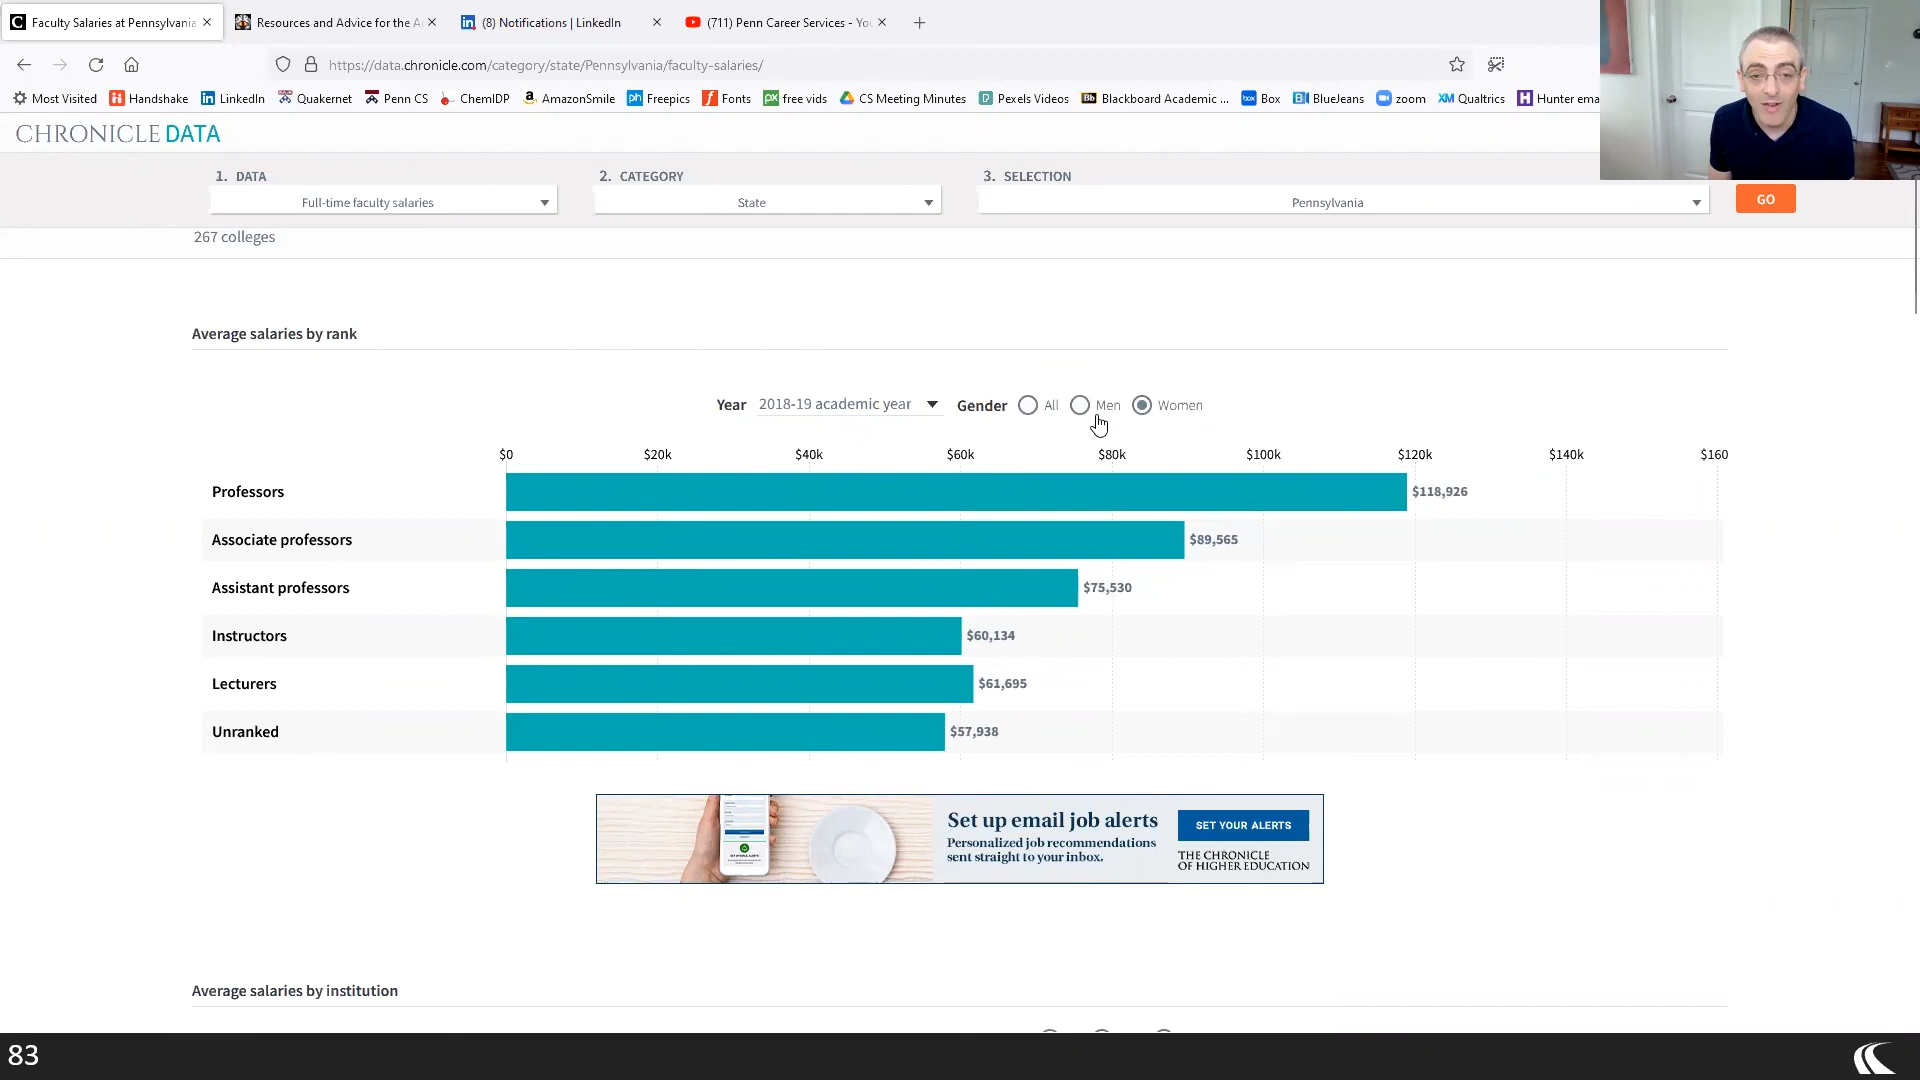 Faculty Salaries at Pennsylvania
Resources and Advice for the A
(8) Notifications | LinkedIn
(711) Penn Career Services - Yo
https://data.chronicle.com/category/state/Pennsylvania/faculty-salaries/
Most Visited Handshake LinkedIn Quakernet Penn CS ChemIDP AmazonSmile Freepics Fonts free vids CS Meeting Minutes Pexels Videos Blackboard Academic ... Box BlueJeans zoom Qualtrics Hunter ema
CHRONICLE DATA
1. DATA 2. CATEGORY 3. SELECTION
Full-time faculty salaries State Pennsylvania GO
267 colleges
Average salaries by rank
Year 2018-19 academic year Gender All Men Women
$0 $20k $40k $60k $80k $100k $120k $140k $160
Professors $118,926
Associate professors $89,565
Assistant professors $75,530
Instructors $60,134
Lecturers $61,695
Unranked $57,938
Set up email job alerts
Personalized job recommendations
sent straight to your inbox.
SET YOUR ALERTS
THE CHRONICLE
OF HIGHER EDUCATION
Average salaries by institution
83